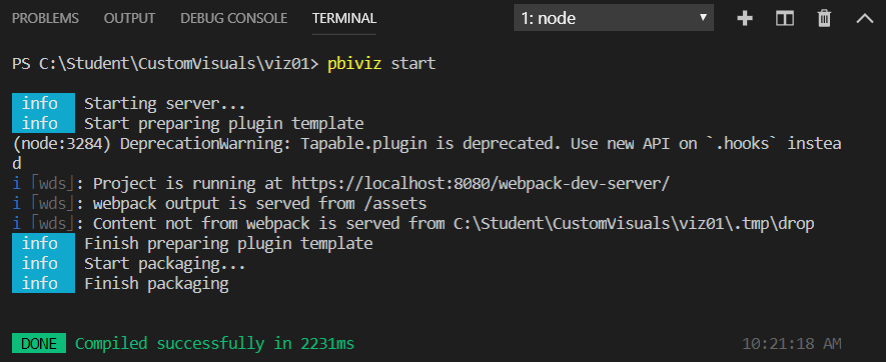 PROBLEMS OUTPUT DEBUG CONSOLE TERMINAL 1: node
PS C:\Student\CustomVisuals\viz01> pbiviz start
info Starting server...
info Start preparing plugin template
(node:3284) DeprecationWarning: Tapable.plugin is deprecated. Use new API on `.hooks` instea
d
i ｢wds｣: Project is running at https://localhost:8080/webpack-dev-server/
i ｢wds｣: webpack output is served from /assets
i ｢wds｣: Content not from webpack is served from C:\Student\CustomVisuals\viz01\.tmp\drop
info Finish preparing plugin template
info Start packaging...
info Finish packaging
DONE Compiled successfully in 2231ms 10:21:18 AM